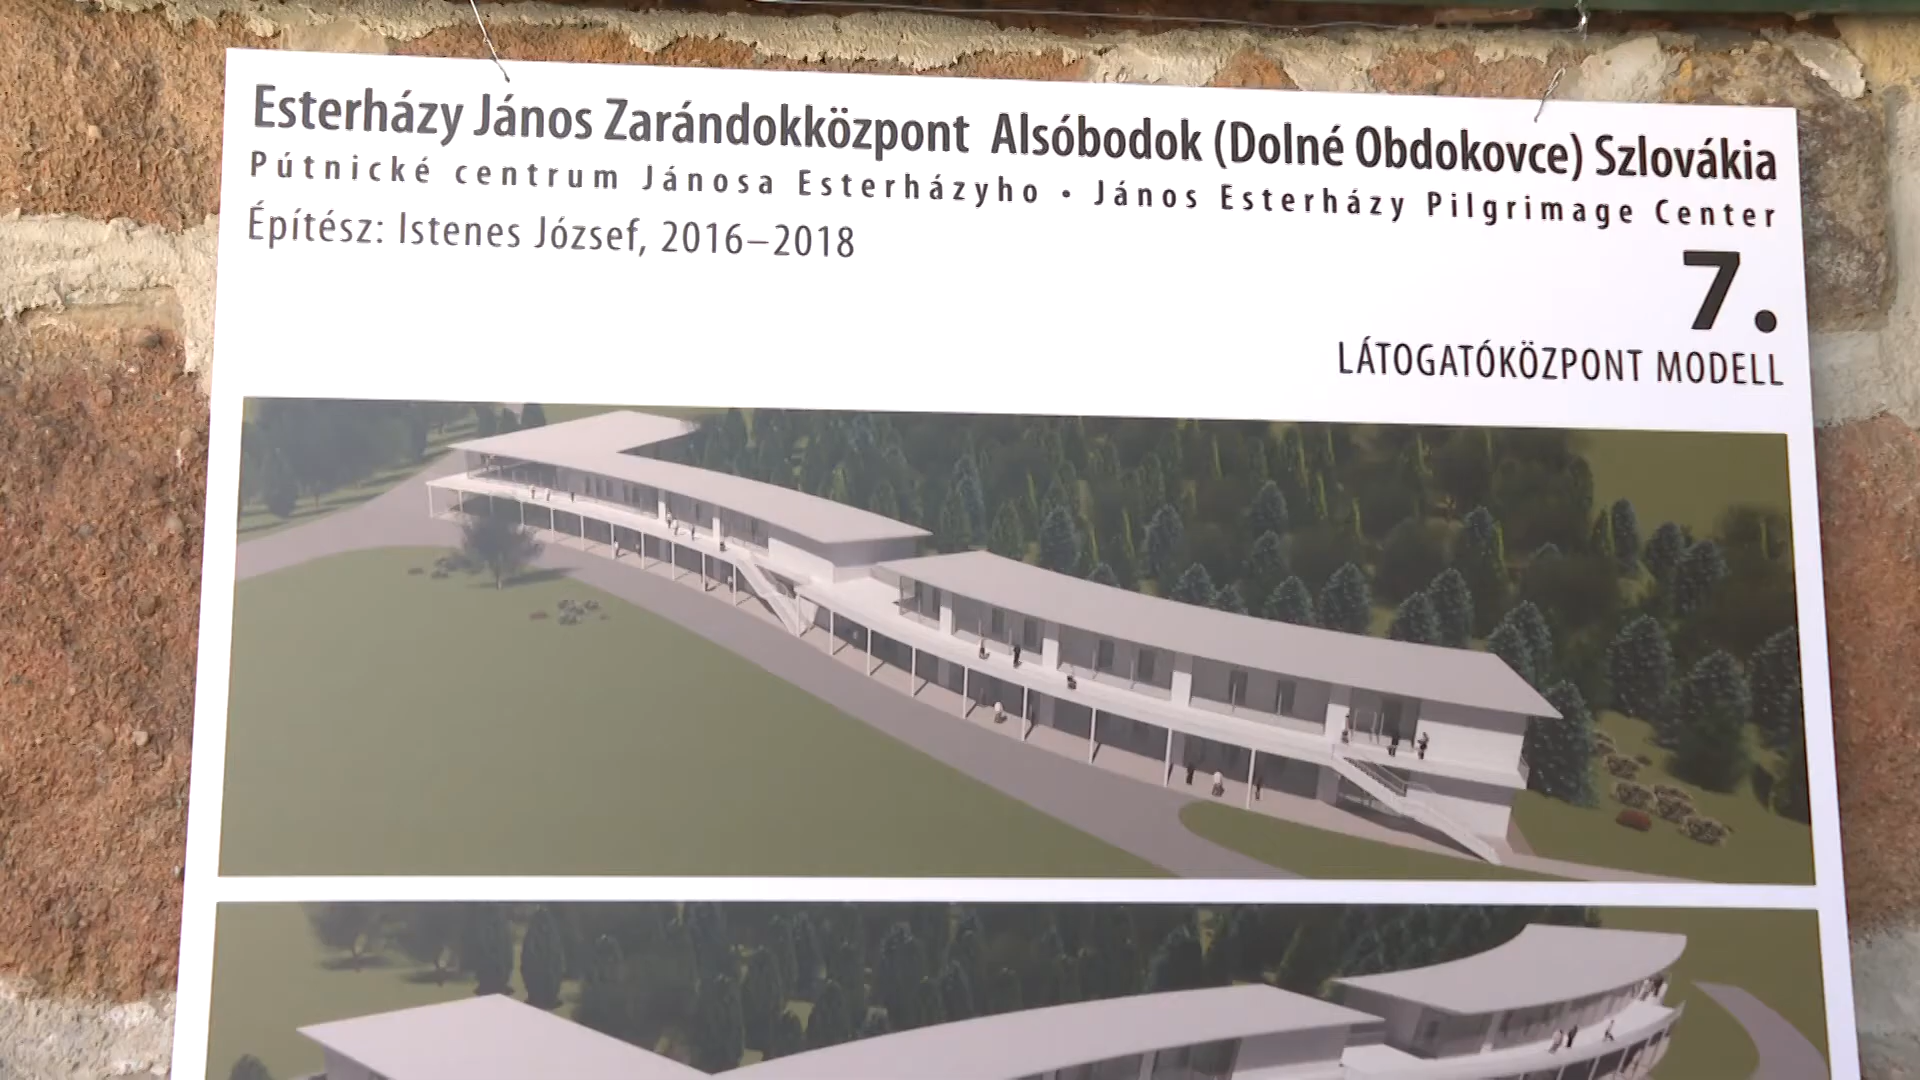 Esterházy János Zarándokközpont Alsóbodok (Dolné Obdokovce) Szlovákia
Pútnické centrum Jánosa Esterházyho • János Esterházy Pilgrimage Center
Építész: Istenes József, 2016–2018
7.
LÁTOGATÓKÖZPONT MODELL